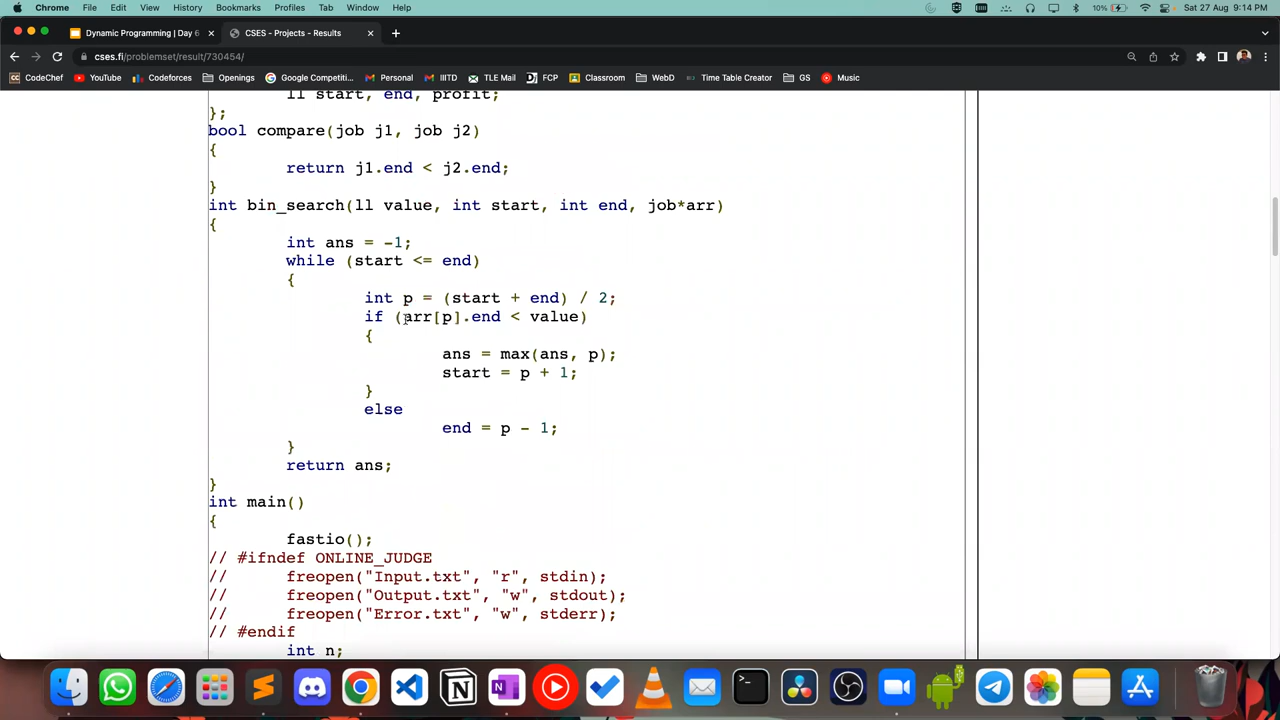 Chrome File Edit View History Bookmarks Profiles Tab Window Help 10% Sat 27 Aug 9:14 PM
Dynamic Programming | Day 6 CSES - Projects - Results
cses.fi/problemset/result/730454/
CodeChef YouTube Codeforces Openings Google Competiti... Personal IIITD TLE Mail FCP Classroom WebD Time Table Creator GS Music
ll start, end, profit;
};
bool compare(job j1, job j2)
{
return j1.end < j2.end;
}
int bin_search(ll value, int start, int end, job*arr)
{
int ans = -1;
while (start <= end)
{
int p = (start + end) / 2;
if (arr[p].end < value)
{
ans = max(ans, p);
start = p + 1;
}
else
end = p - 1;
}
return ans;
}
int main()
{
fastio();
// #ifndef ONLINE_JUDGE
// freopen("Input.txt", "r", stdin);
// freopen("Output.txt", "w", stdout);
// freopen("Error.txt", "w", stderr);
// #endif
int n;